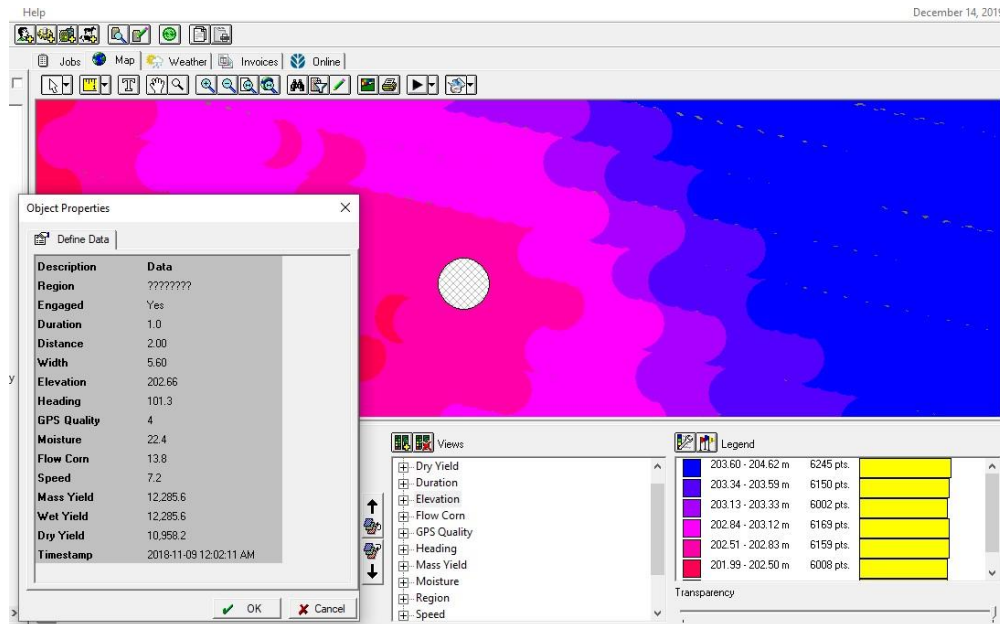 Help
December 14, 2019
Jobs Map Weather Invoices Online
Object Properties
Define Data
Description Data
Region ????????
Engaged Yes
Duration 1.0
Distance 2.00
Width 5.60
Elevation 202.66
Heading 101.3
GPS Quality 4
Moisture 22.4
Flow Corn 13.8
Speed 7.2
Mass Yield 12,285.6
Wet Yield 12,285.6
Dry Yield 10,958.2
Timestamp 2018-11-09 12:02:11 AM
OK Cancel
y
Views
Dry Yield
Duration
Elevation
Flow Corn
GPS Quality
Heading
Mass Yield
Moisture
Region
Speed
Legend
203.60 - 204.62 m 6245 pts.
203.34 - 203.59 m 6150 pts.
203.13 - 203.33 m 6002 pts.
202.84 - 203.12 m 6169 pts.
202.51 - 202.83 m 6159 pts.
201.99 - 202.50 m 6008 pts.
Transparency